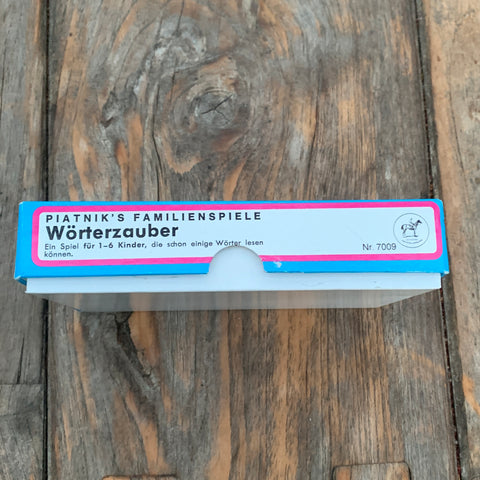 PIATNIK'S FAMILIENSPIELE
Wörterzauber
Ein Spiel für 1–6 Kinder, die schon einige Wörter lesen
können.
Nr. 7009